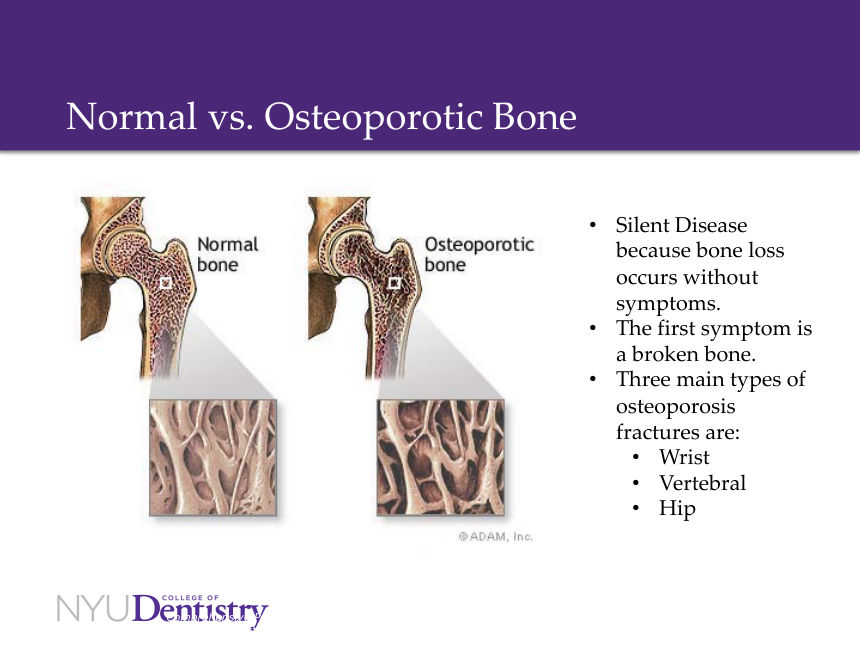 Normal vs. Osteoporotic Bone
Normal
bone
Osteoporotic
bone
©ADAM, Inc.
• Silent Disease
because bone loss
occurs without
symptoms.
• The first symptom is
a broken bone.
• Three main types of
osteoporosis
fractures are:
• Wrist
• Vertebral
• Hip
NYU COLLEGE OF
Dentistry